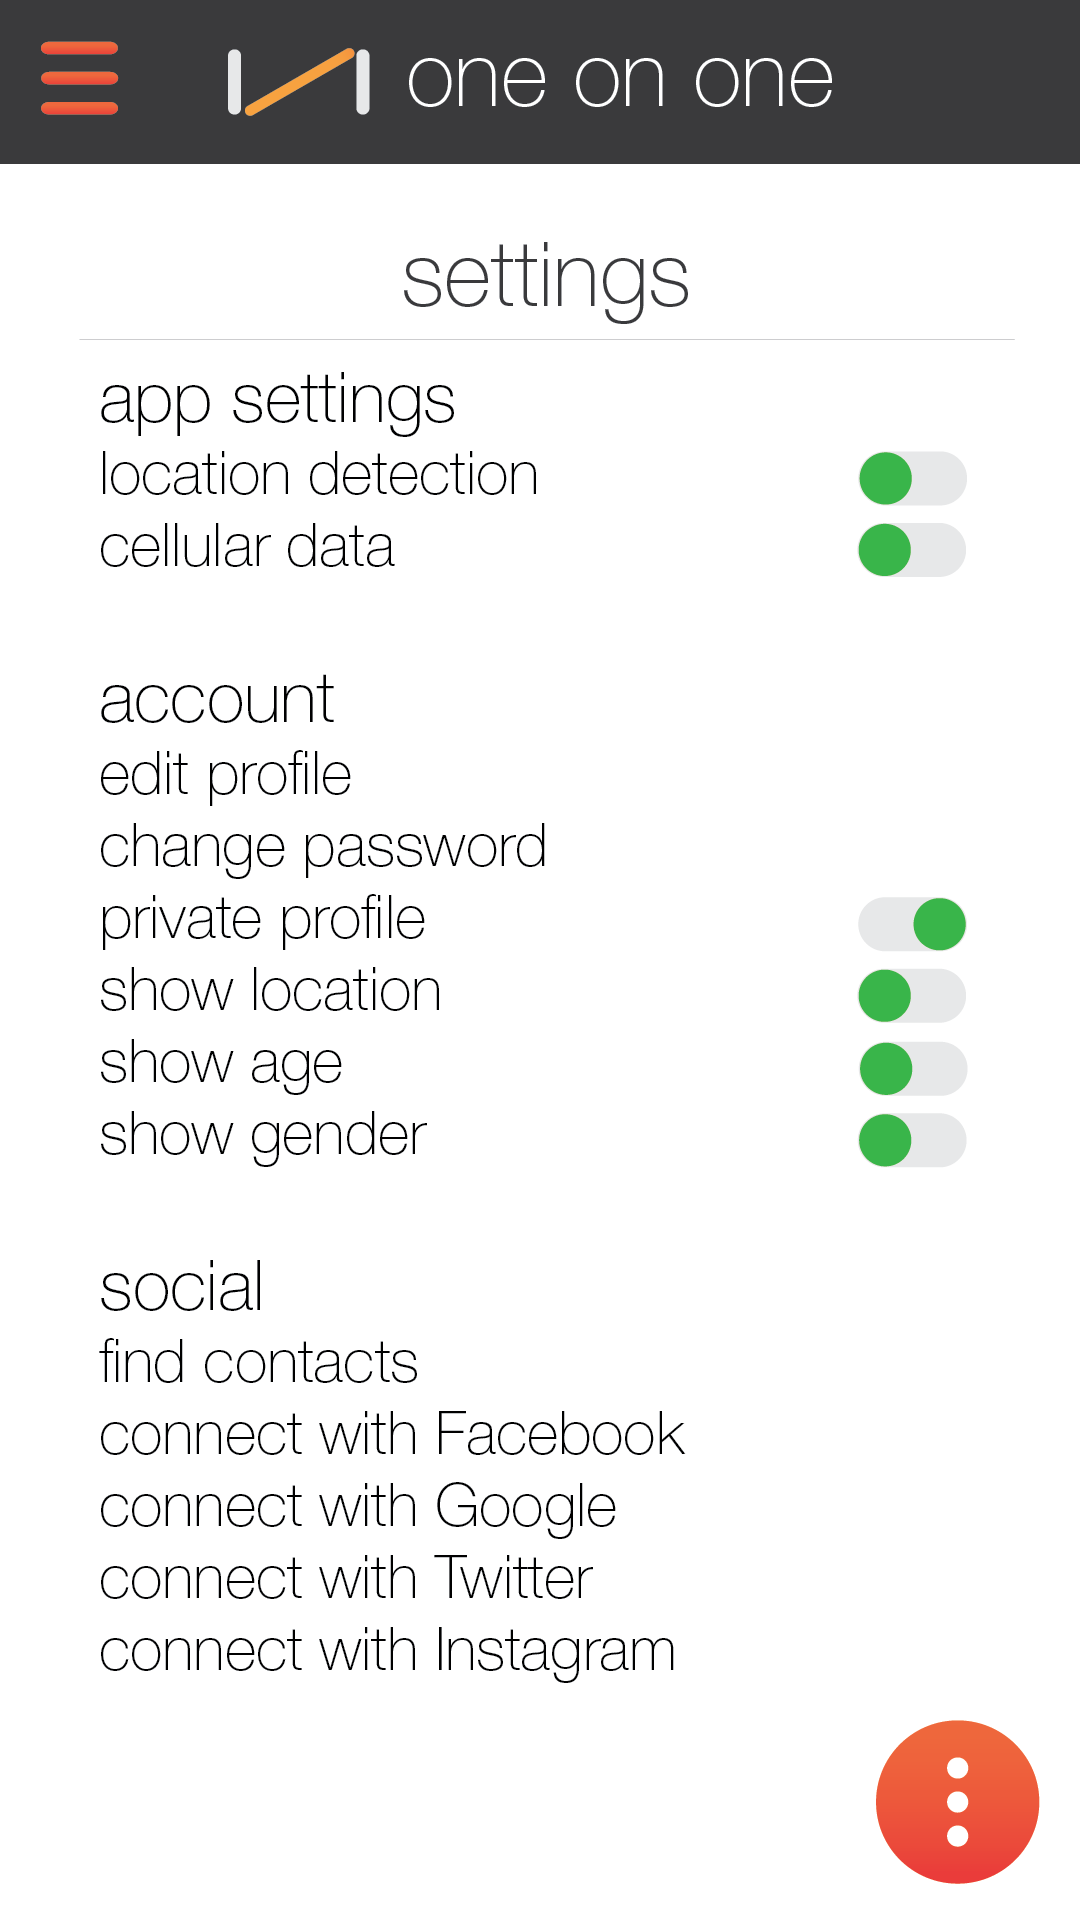 one on one
settings
app settings
location detection
cellular data
account
edit profile
change password
private profile
show location
show age
show gender
social
find contacts
connect with Facebook
connect with Google
connect with Twitter
connect with Instagram